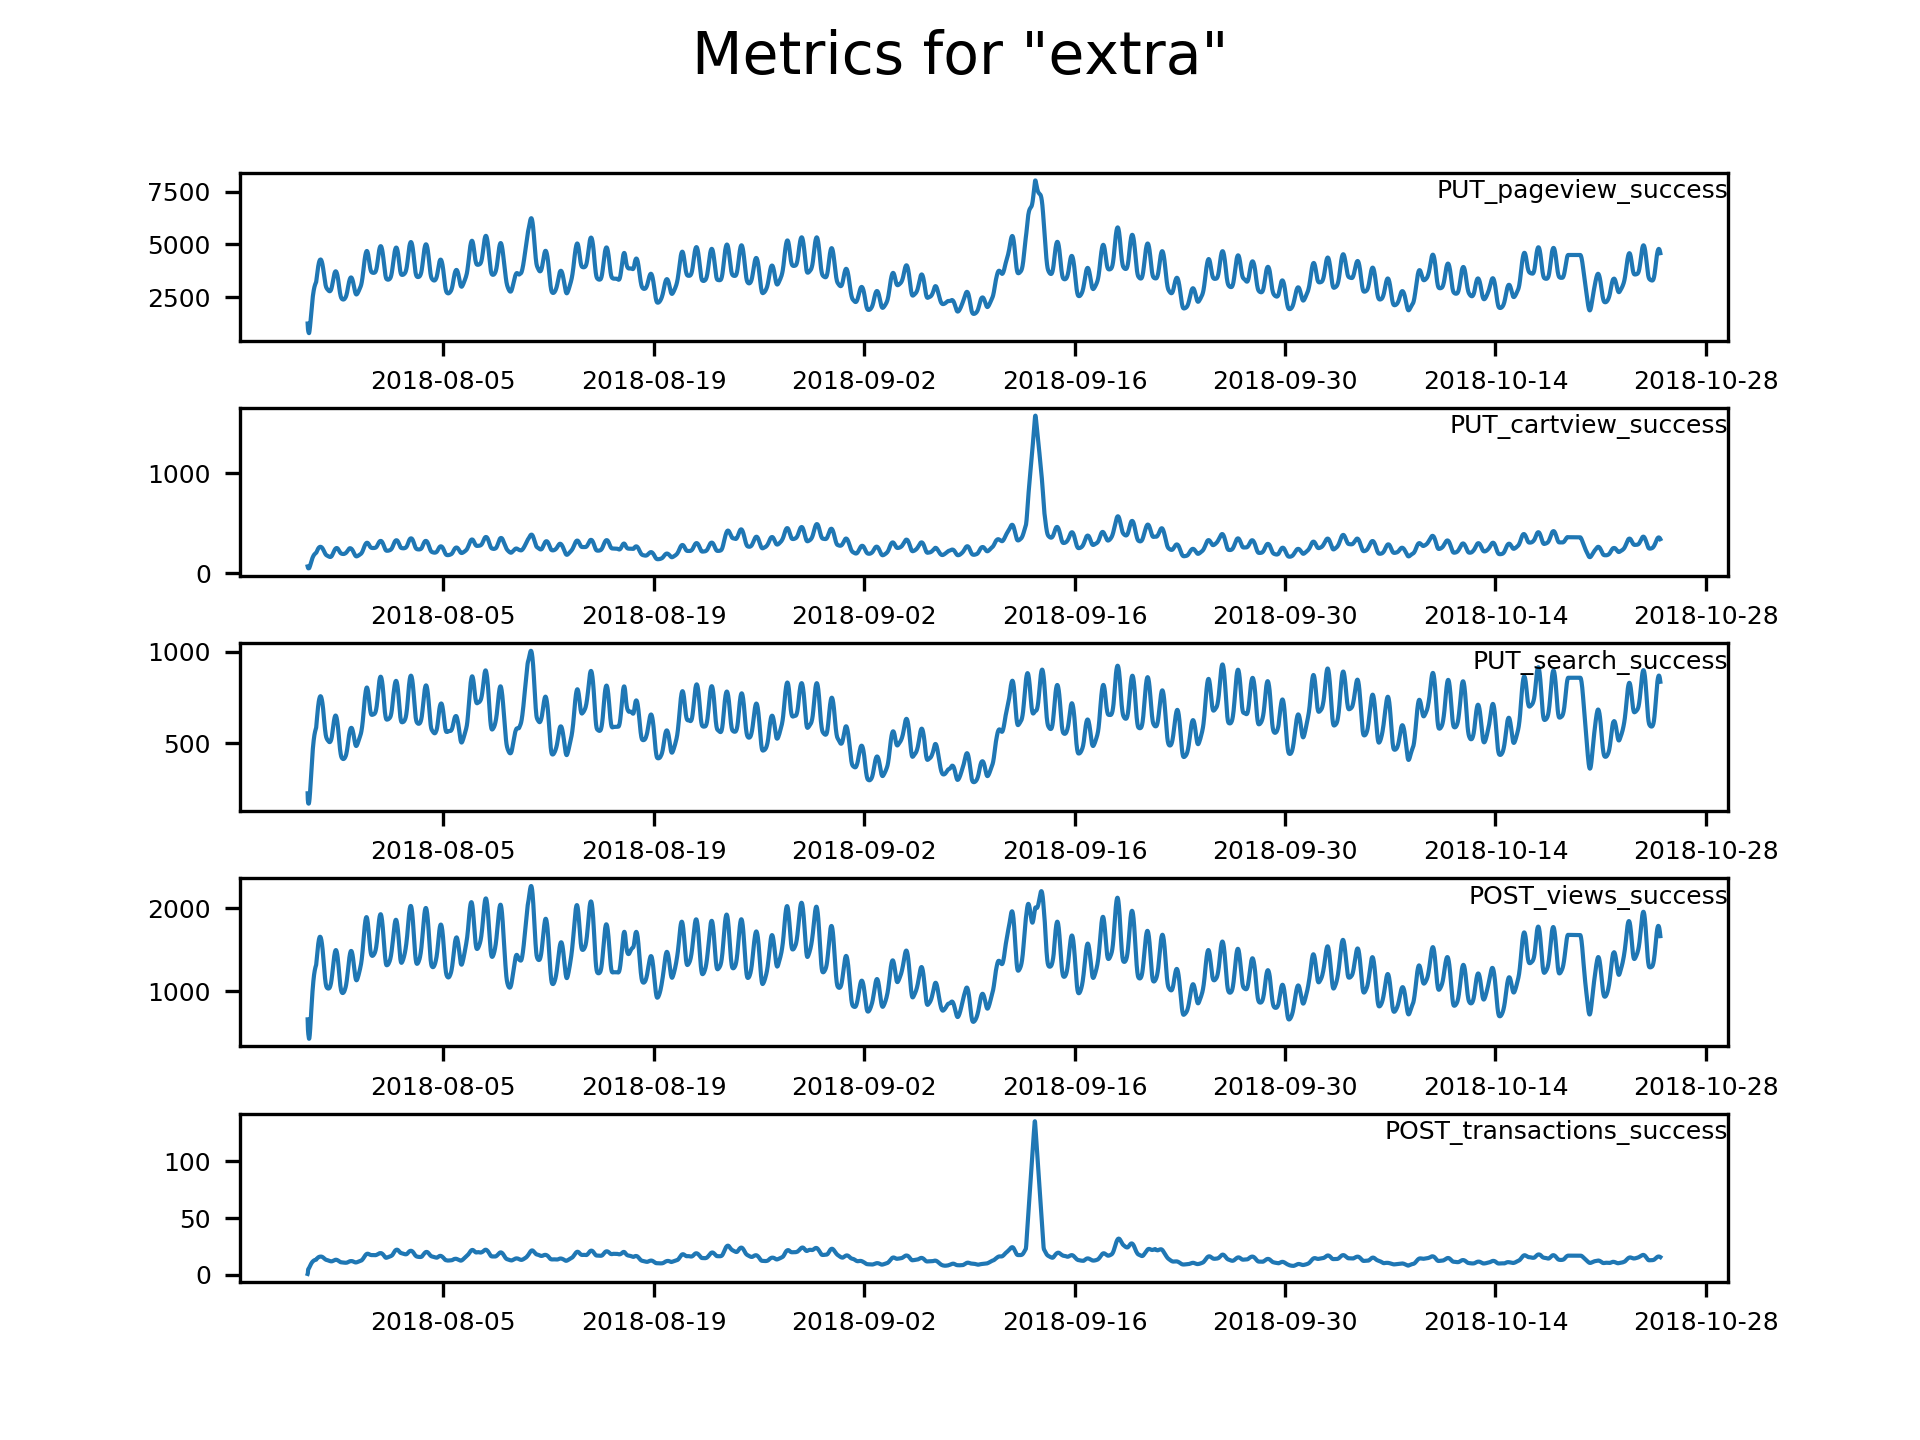 Metrics for "extra"
PUT_pageview_success
7500
5000
2500
2018-08-05 2018-08-19 2018-09-02 2018-09-16 2018-09-30 2018-10-14 2018-10-28
PUT_cartview_success
1000
0
2018-08-05 2018-08-19 2018-09-02 2018-09-16 2018-09-30 2018-10-14 2018-10-28
PUT_search_success
1000
500
2018-08-05 2018-08-19 2018-09-02 2018-09-16 2018-09-30 2018-10-14 2018-10-28
POST_views_success
2000
1000
2018-08-05 2018-08-19 2018-09-02 2018-09-16 2018-09-30 2018-10-14 2018-10-28
POST_transactions_success
100
50
0
2018-08-05 2018-08-19 2018-09-02 2018-09-16 2018-09-30 2018-10-14 2018-10-28